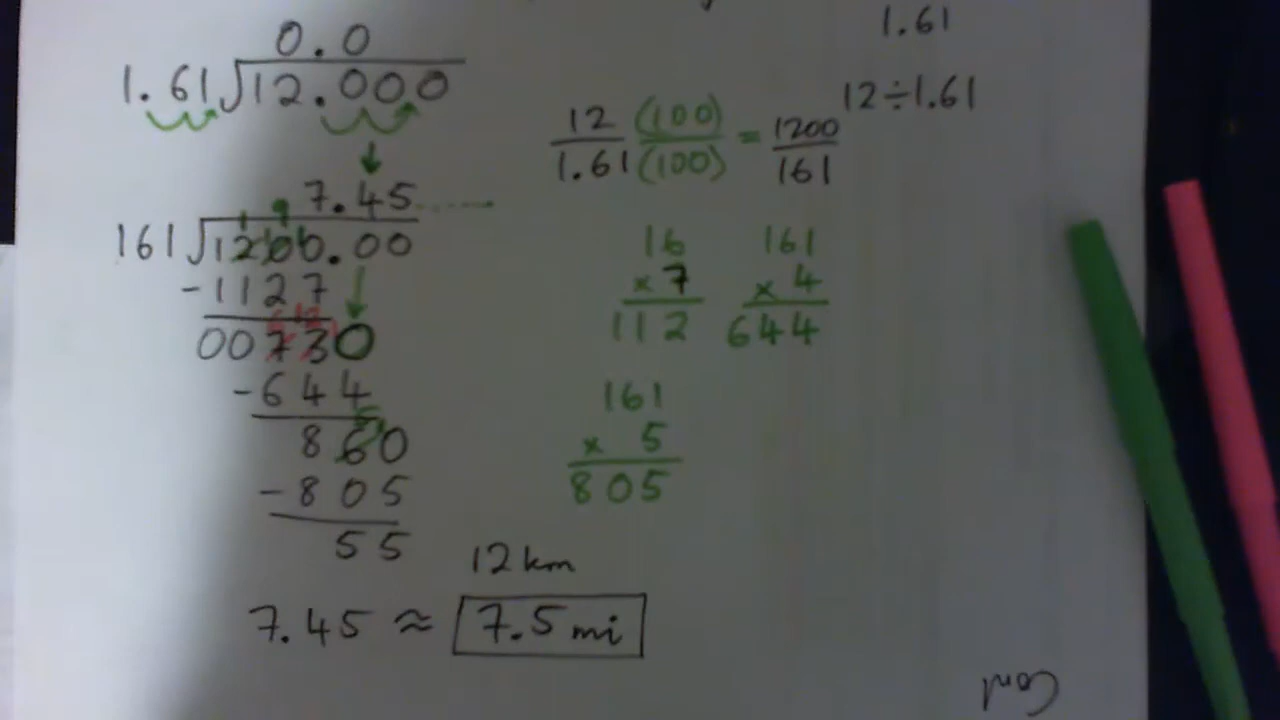 0.0
1.61 12.000
7.45
161 1200.00
-1127
00730
-644
860
-805
55
12 (100) = 1200
1.61 (100) 161
1.61
12÷1.61
16
x 7
112
161
x 4
644
161
x 5
805
12 km
7.45 ≈ 7.5 mi